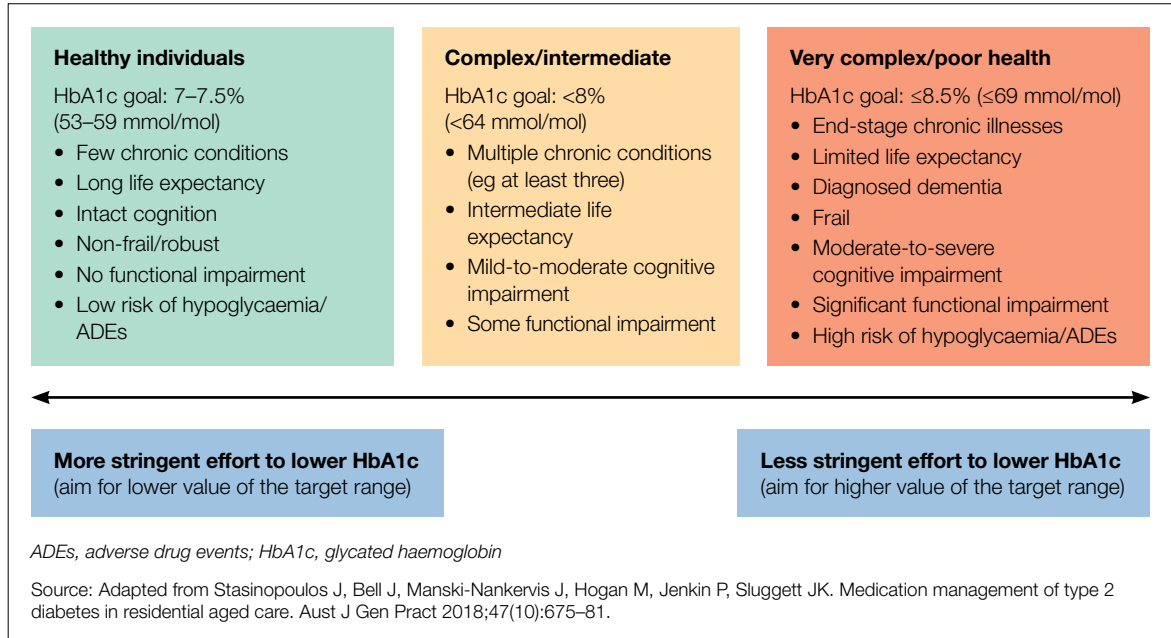 Healthy individuals
HbA1c goal: 7–7.5%
(53–59 mmol/mol)
• Few chronic conditions
• Long life expectancy
• Intact cognition
• Non-frail/robust
• No functional impairment
• Low risk of hypoglycaemia/
ADEs
Complex/intermediate
HbA1c goal: <8%
(<64 mmol/mol)
• Multiple chronic conditions
(eg at least three)
• Intermediate life
expectancy
• Mild-to-moderate cognitive
impairment
• Some functional impairment
Very complex/poor health
HbA1c goal: ≤8.5% (≤69 mmol/mol)
• End-stage chronic illnesses
• Limited life expectancy
• Diagnosed dementia
• Frail
• Moderate-to-severe
cognitive impairment
• Significant functional impairment
• High risk of hypoglycaemia/ADEs
More stringent effort to lower HbA1c
(aim for lower value of the target range)
Less stringent effort to lower HbA1c
(aim for higher value of the target range)
ADEs, adverse drug events; HbA1c, glycated haemoglobin
Source: Adapted from Stasinopoulos J, Bell J, Manski-Nankervis J, Hogan M, Jenkin P, Sluggett JK. Medication management of type 2
diabetes in residential aged care. Aust J Gen Pract 2018;47(10):675–81.